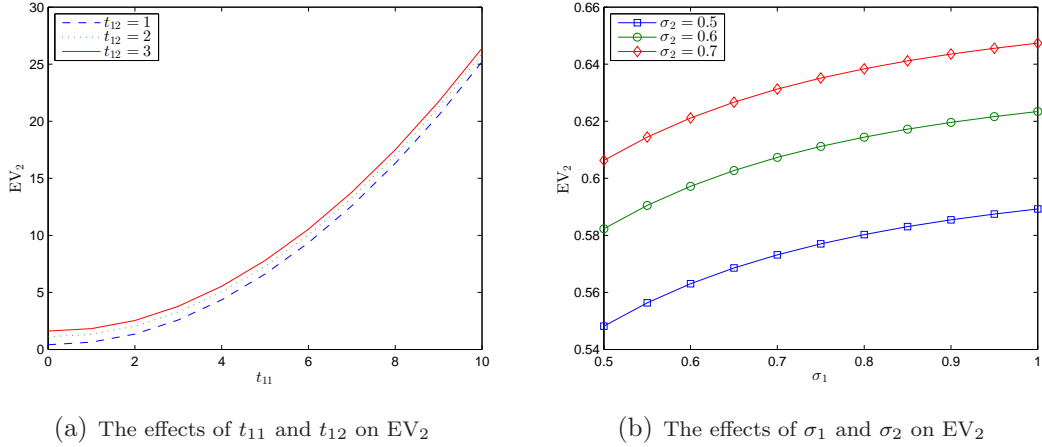 30
25
20
15
10
5
0
EV₂
t₁₂ = 1
t₁₂ = 2
t₁₂ = 3
0 2 4 6 8 10
t₁₁
(a) The effects of t₁₁ and t₁₂ on EV₂
0.66
0.64
0.62
0.6
0.58
0.56
0.54
EV₂
σ₂ = 0.5
σ₂ = 0.6
σ₂ = 0.7
0.5 0.6 0.7 0.8 0.9 1
σ₁
(b) The effects of σ₁ and σ₂ on EV₂